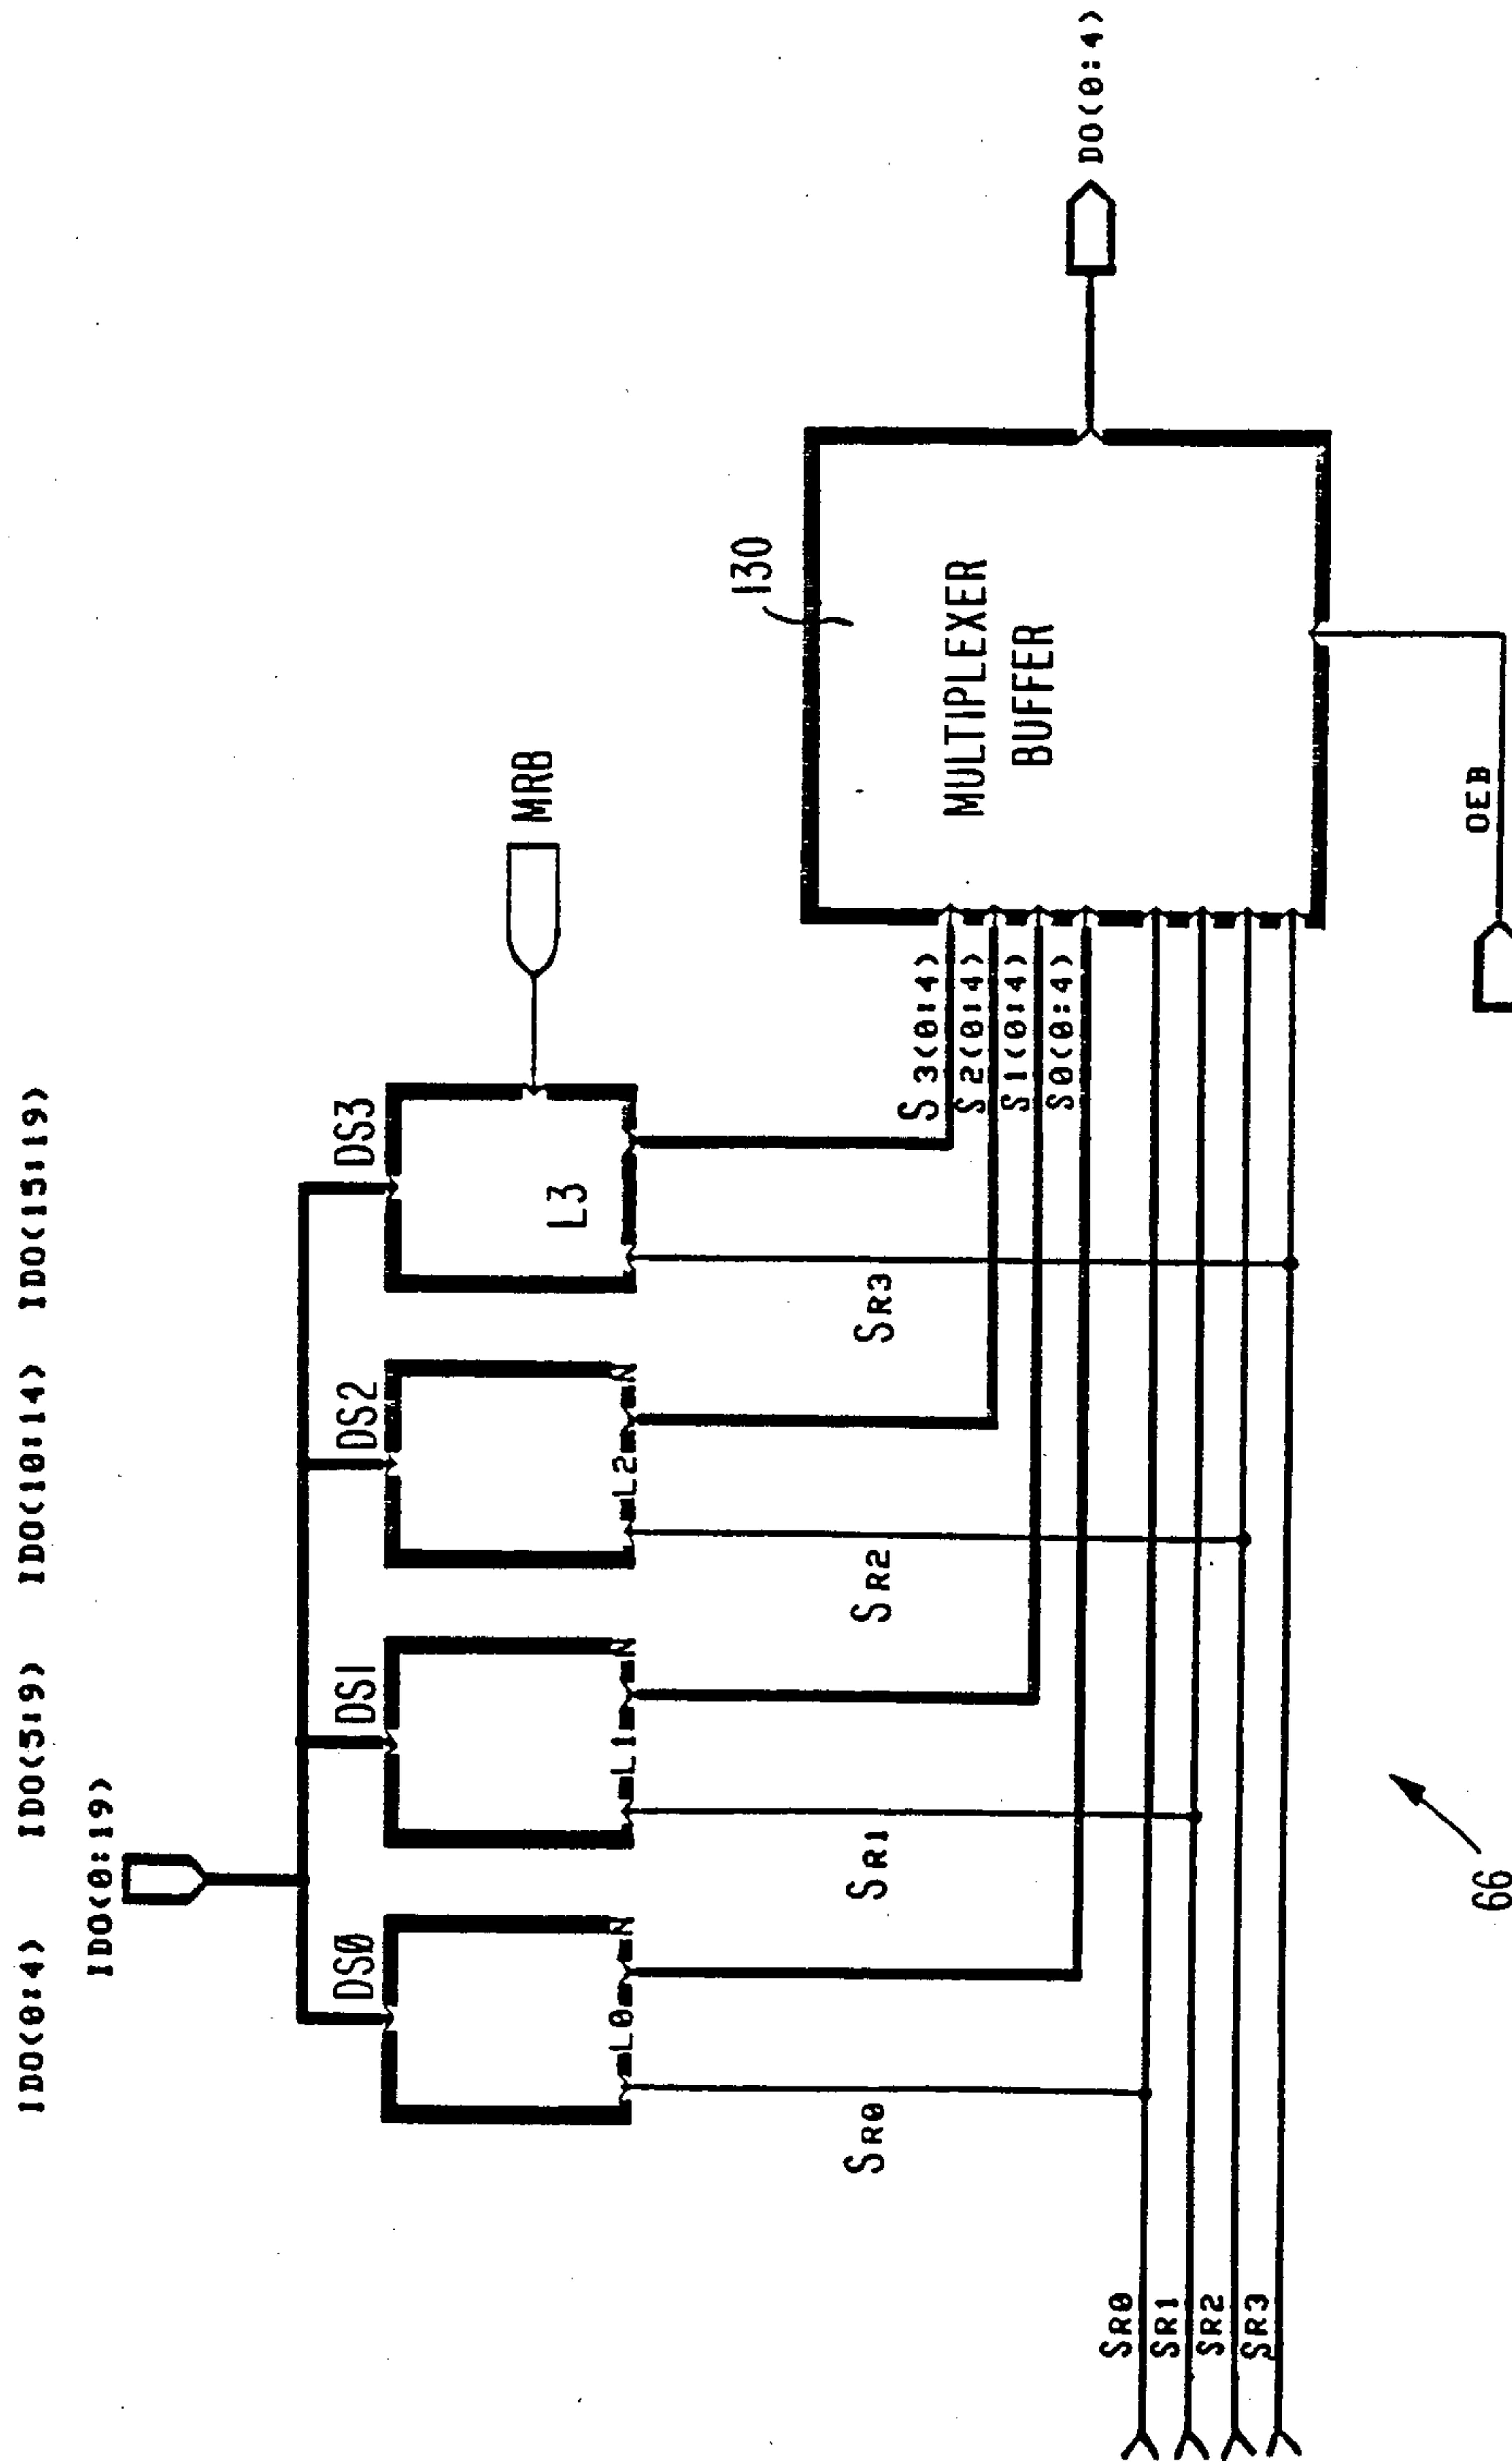 IDO(0:4) IDO(5:9) IDO(10:14) IDO(15:19)
IDO(0:19)
DSØ DS1 DS2 DS3
MRB
L0 N L1 N L2 N L3
SR0 SR1 SR2 SR3
130
S3(0:4)
S2(0:4)
S1(0:4)
S0(0:4)
MULTIPLEXER
BUFFER
DO(0:4)
SR0
SR1
SR2
SR3
OEB
66